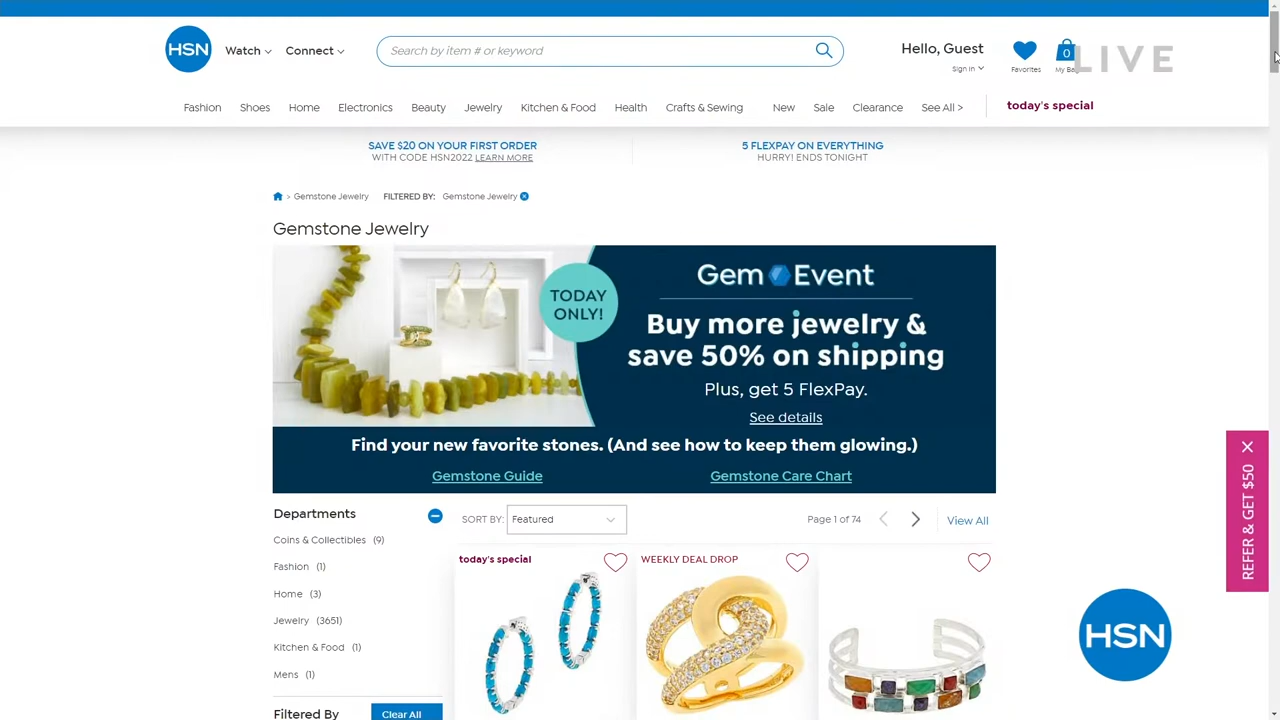 HSN
Watch
Connect
Search by item # or keyword
Hello, Guest
Sign in
Favorites
0
My Ba
LIVE
Fashion
Shoes
Home
Electronics
Beauty
Jewelry
Kitchen & Food
Health
Crafts & Sewing
New
Sale
Clearance
See All >
today's special
SAVE $20 ON YOUR FIRST ORDER
WITH CODE HSN2022 LEARN MORE
5 FLEXPAY ON EVERYTHING
HURRY! ENDS TONIGHT
> Gemstone Jewelry
FILTERED BY: Gemstone Jewelry
Gemstone Jewelry
TODAY
ONLY!
Gem Event
Buy more jewelry &
save 50% on shipping
Plus, get 5 FlexPay.
See details
Find your new favorite stones. (And see how to keep them glowing.)
Gemstone Guide
Gemstone Care Chart
Departments
Coins & Collectibles (9)
Fashion (1)
Home (3)
Jewelry (3651)
Kitchen & Food (1)
Mens (1)
Filtered By
Clear All
SORT BY: Featured
Page 1 of 74
View All
today's special
WEEKLY DEAL DROP
REFER & GET $50
HSN